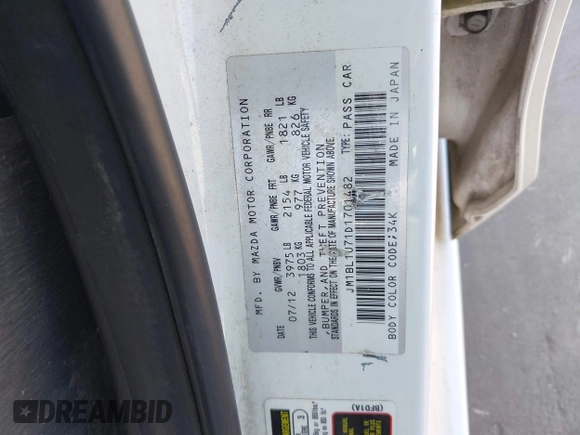 MFD. BY MAZDA MOTOR CORPORATION
DATE GVWR/PNBV GAWR/PNBE FRT GAWR/PNBE RR
07/12 3975 LB 2154 LB 1821 LB
1803 KG 977 KG 826 KG
THIS VEHICLE CONFORMS TO ALL APPLICABLE FEDERAL MOTOR VEHICLE SAFETY
,BUMPER,AND THEFT PREVENTION
STANDARDS IN EFFECT ON THE DATE OF MANUFACTURE SHOWN ABOVE.
JM1BL1U71D1701482 TYPE: PASS CAR
BODY COLOR CODE;34K MADE IN JAPAN
(BFD1A)
DREAMBID